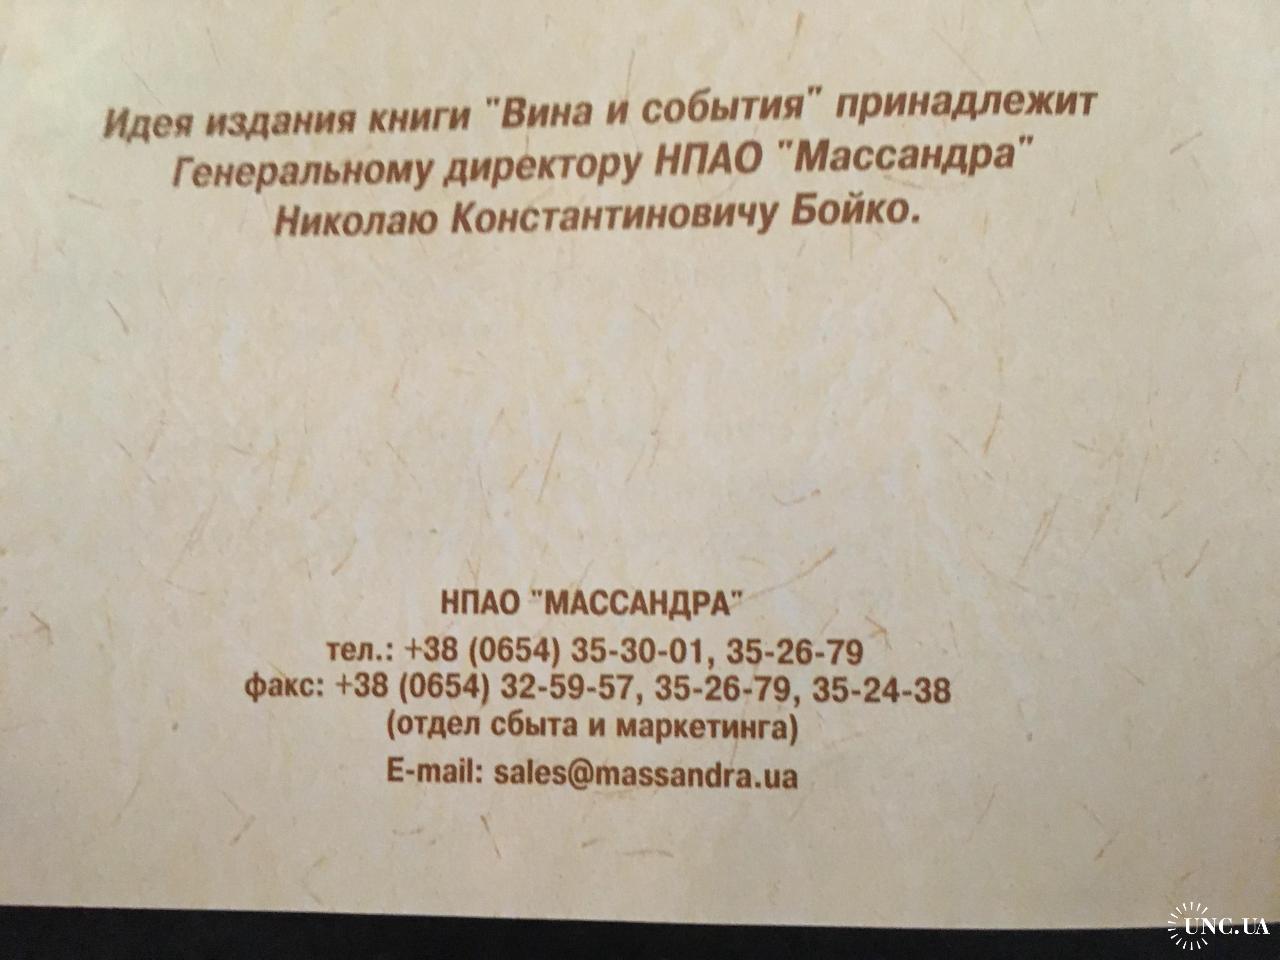 Идея издания книги "Вина и события" принадлежит
Генеральному директору НПАО "Массандра"
Николаю Константиновичу Бойко.
НПАО "МАССАНДРА"
тел.: +38 (0654) 35-30-01, 35-26-79
факс: +38 (0654) 32-59-57, 35-26-79, 35-24-38
(отдел сбыта и маркетинга)
E-mail: sales@massandra.ua
UNC.UA